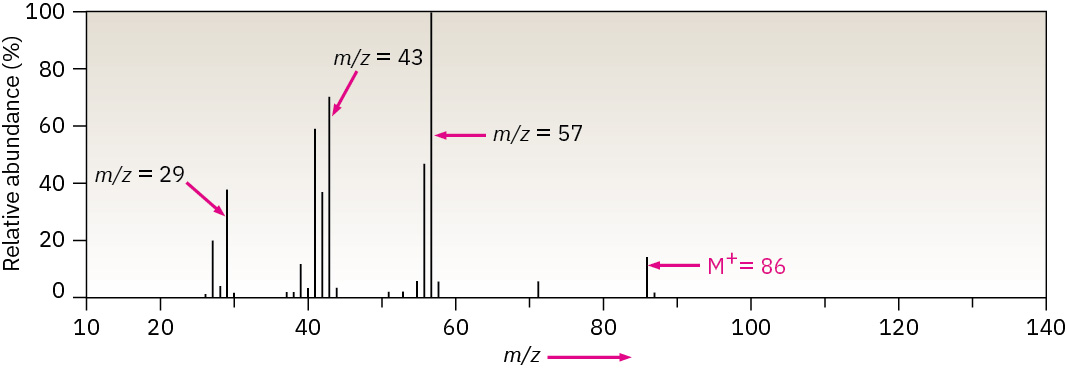 100
80
60
40
20
0
Relative abundance (%)
m/z = 43
m/z = 57
m/z = 29
M+= 86
10 20 40 60 80 100 120 140
m/z